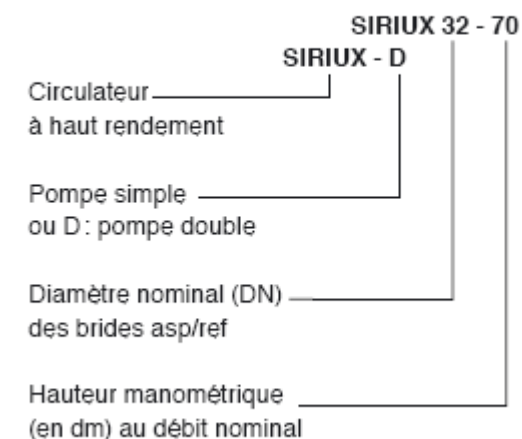 SIRIUX 32 - 70
SIRIUX - D
Circulateur
à haut rendement
Pompe simple
ou D : pompe double
Diamètre nominal (DN)
des brides asp/ref
Hauteur manométrique
(en dm) au débit nominal